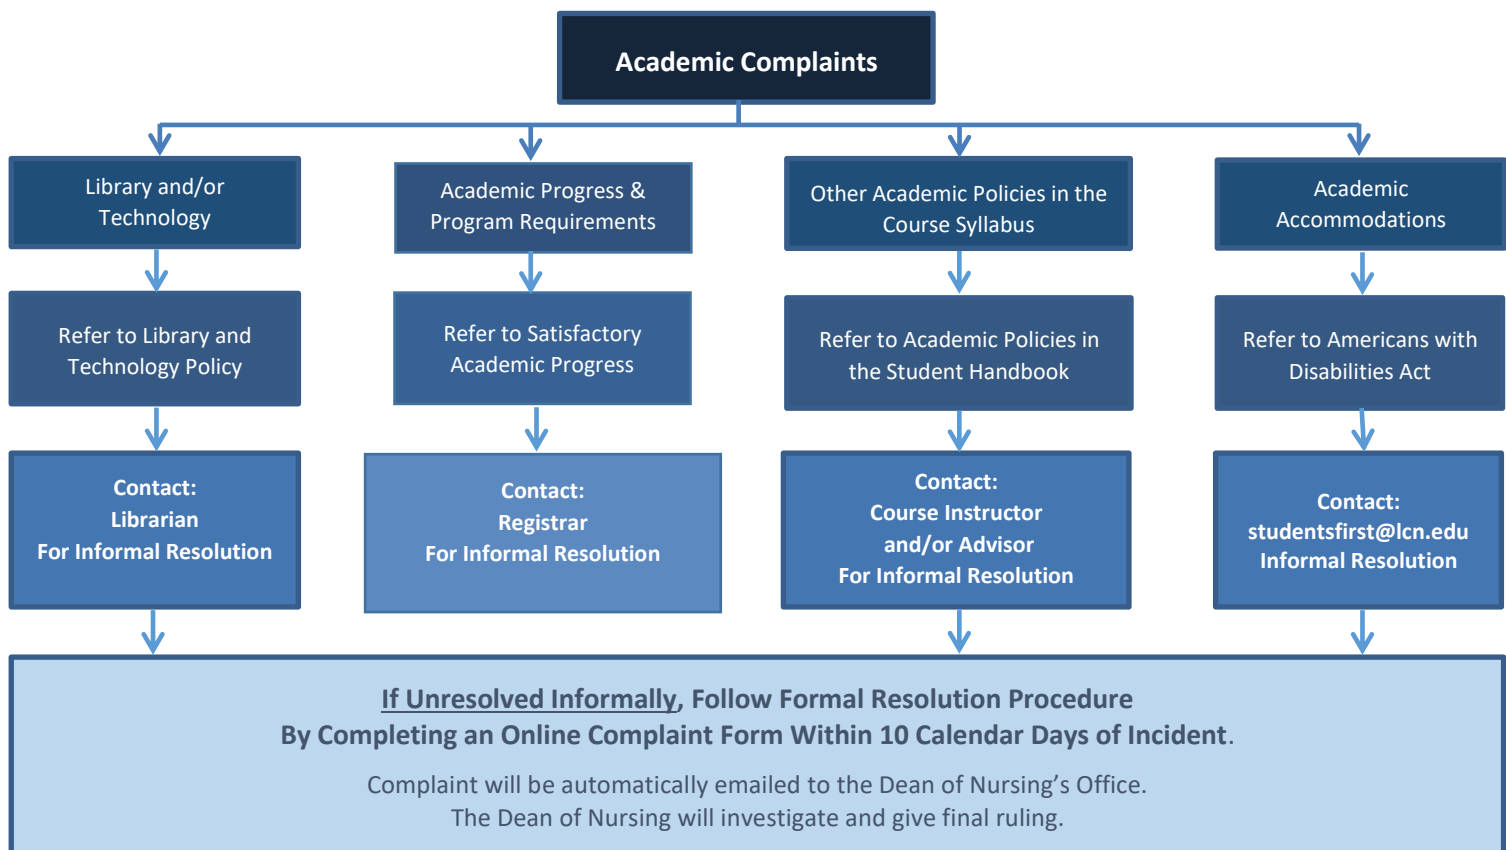 Academic Complaints
Library and/or
Technology
Academic Progress &
Program Requirements
Other Academic Policies in the
Course Syllabus
Academic
Accommodations
Refer to Library and
Technology Policy
Refer to Satisfactory
Academic Progress
Refer to Academic Policies in
the Student Handbook
Refer to Americans with
Disabilities Act
Contact:
Librarian
For Informal Resolution
Contact:
Registrar
For Informal Resolution
Contact:
Course Instructor
and/or Advisor
For Informal Resolution
Contact:
studentsfirst@lcn.edu
Informal Resolution
If Unresolved Informally, Follow Formal Resolution Procedure
By Completing an Online Complaint Form Within 10 Calendar Days of Incident.
Complaint will be automatically emailed to the Dean of Nursing’s Office.
The Dean of Nursing will investigate and give final ruling.